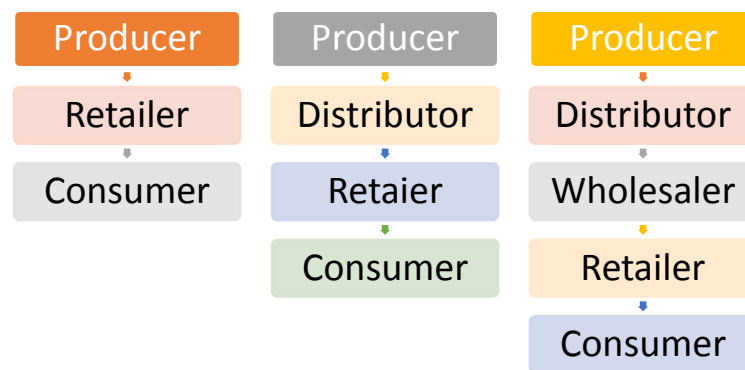 Producer
Retailer
Consumer
Producer
Distributor
Retaier
Consumer
Producer
Distributor
Wholesaler
Retailer
Consumer